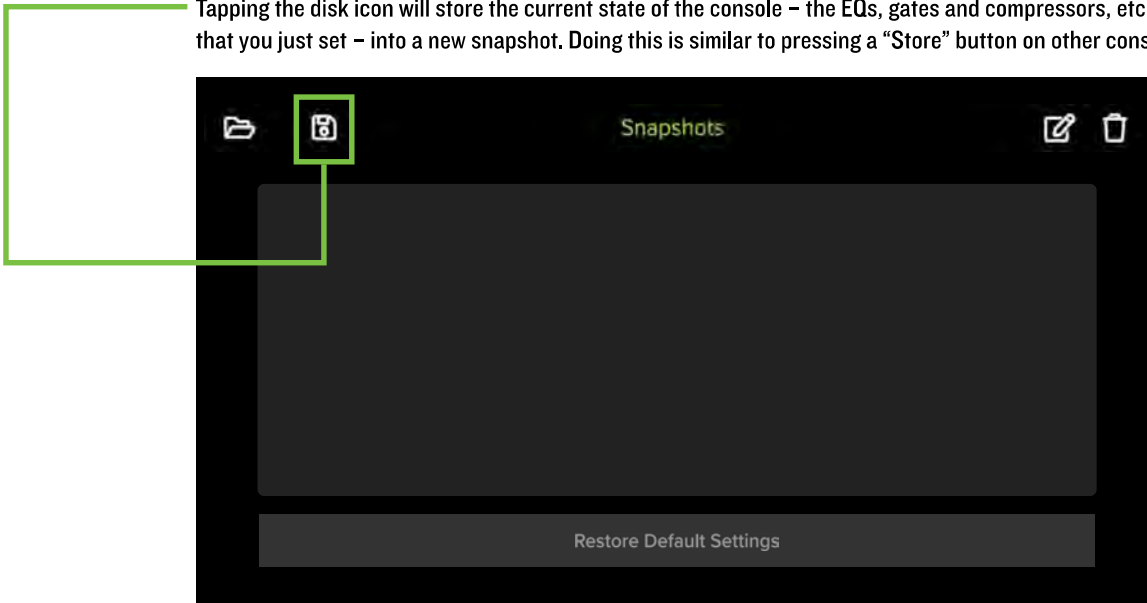 Tapping the disk icon will store the current state of the console – the EQs, gates and compressors, etc
that you just set – into a new snapshot. Doing this is similar to pressing a “Store” button on other cons
Snapshots
Restore Default Settings